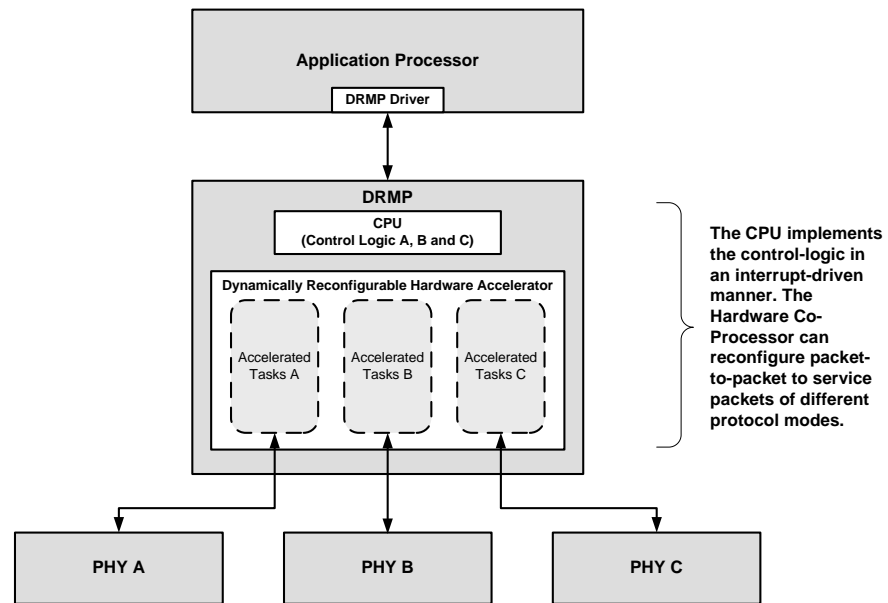 Application Processor
DRMP Driver
DRMP
CPU
(Control Logic A, B and C)
Dynamically Reconfigurable Hardware Accelerator
Accelerated
Tasks A
Accelerated
Tasks B
Accelerated
Tasks C
The CPU implements
the control-logic in
an interrupt-driven
manner. The
Hardware Co-
Processor can
reconfigure packet-
to-packet to service
packets of different
protocol modes.
PHY A
PHY B
PHY C